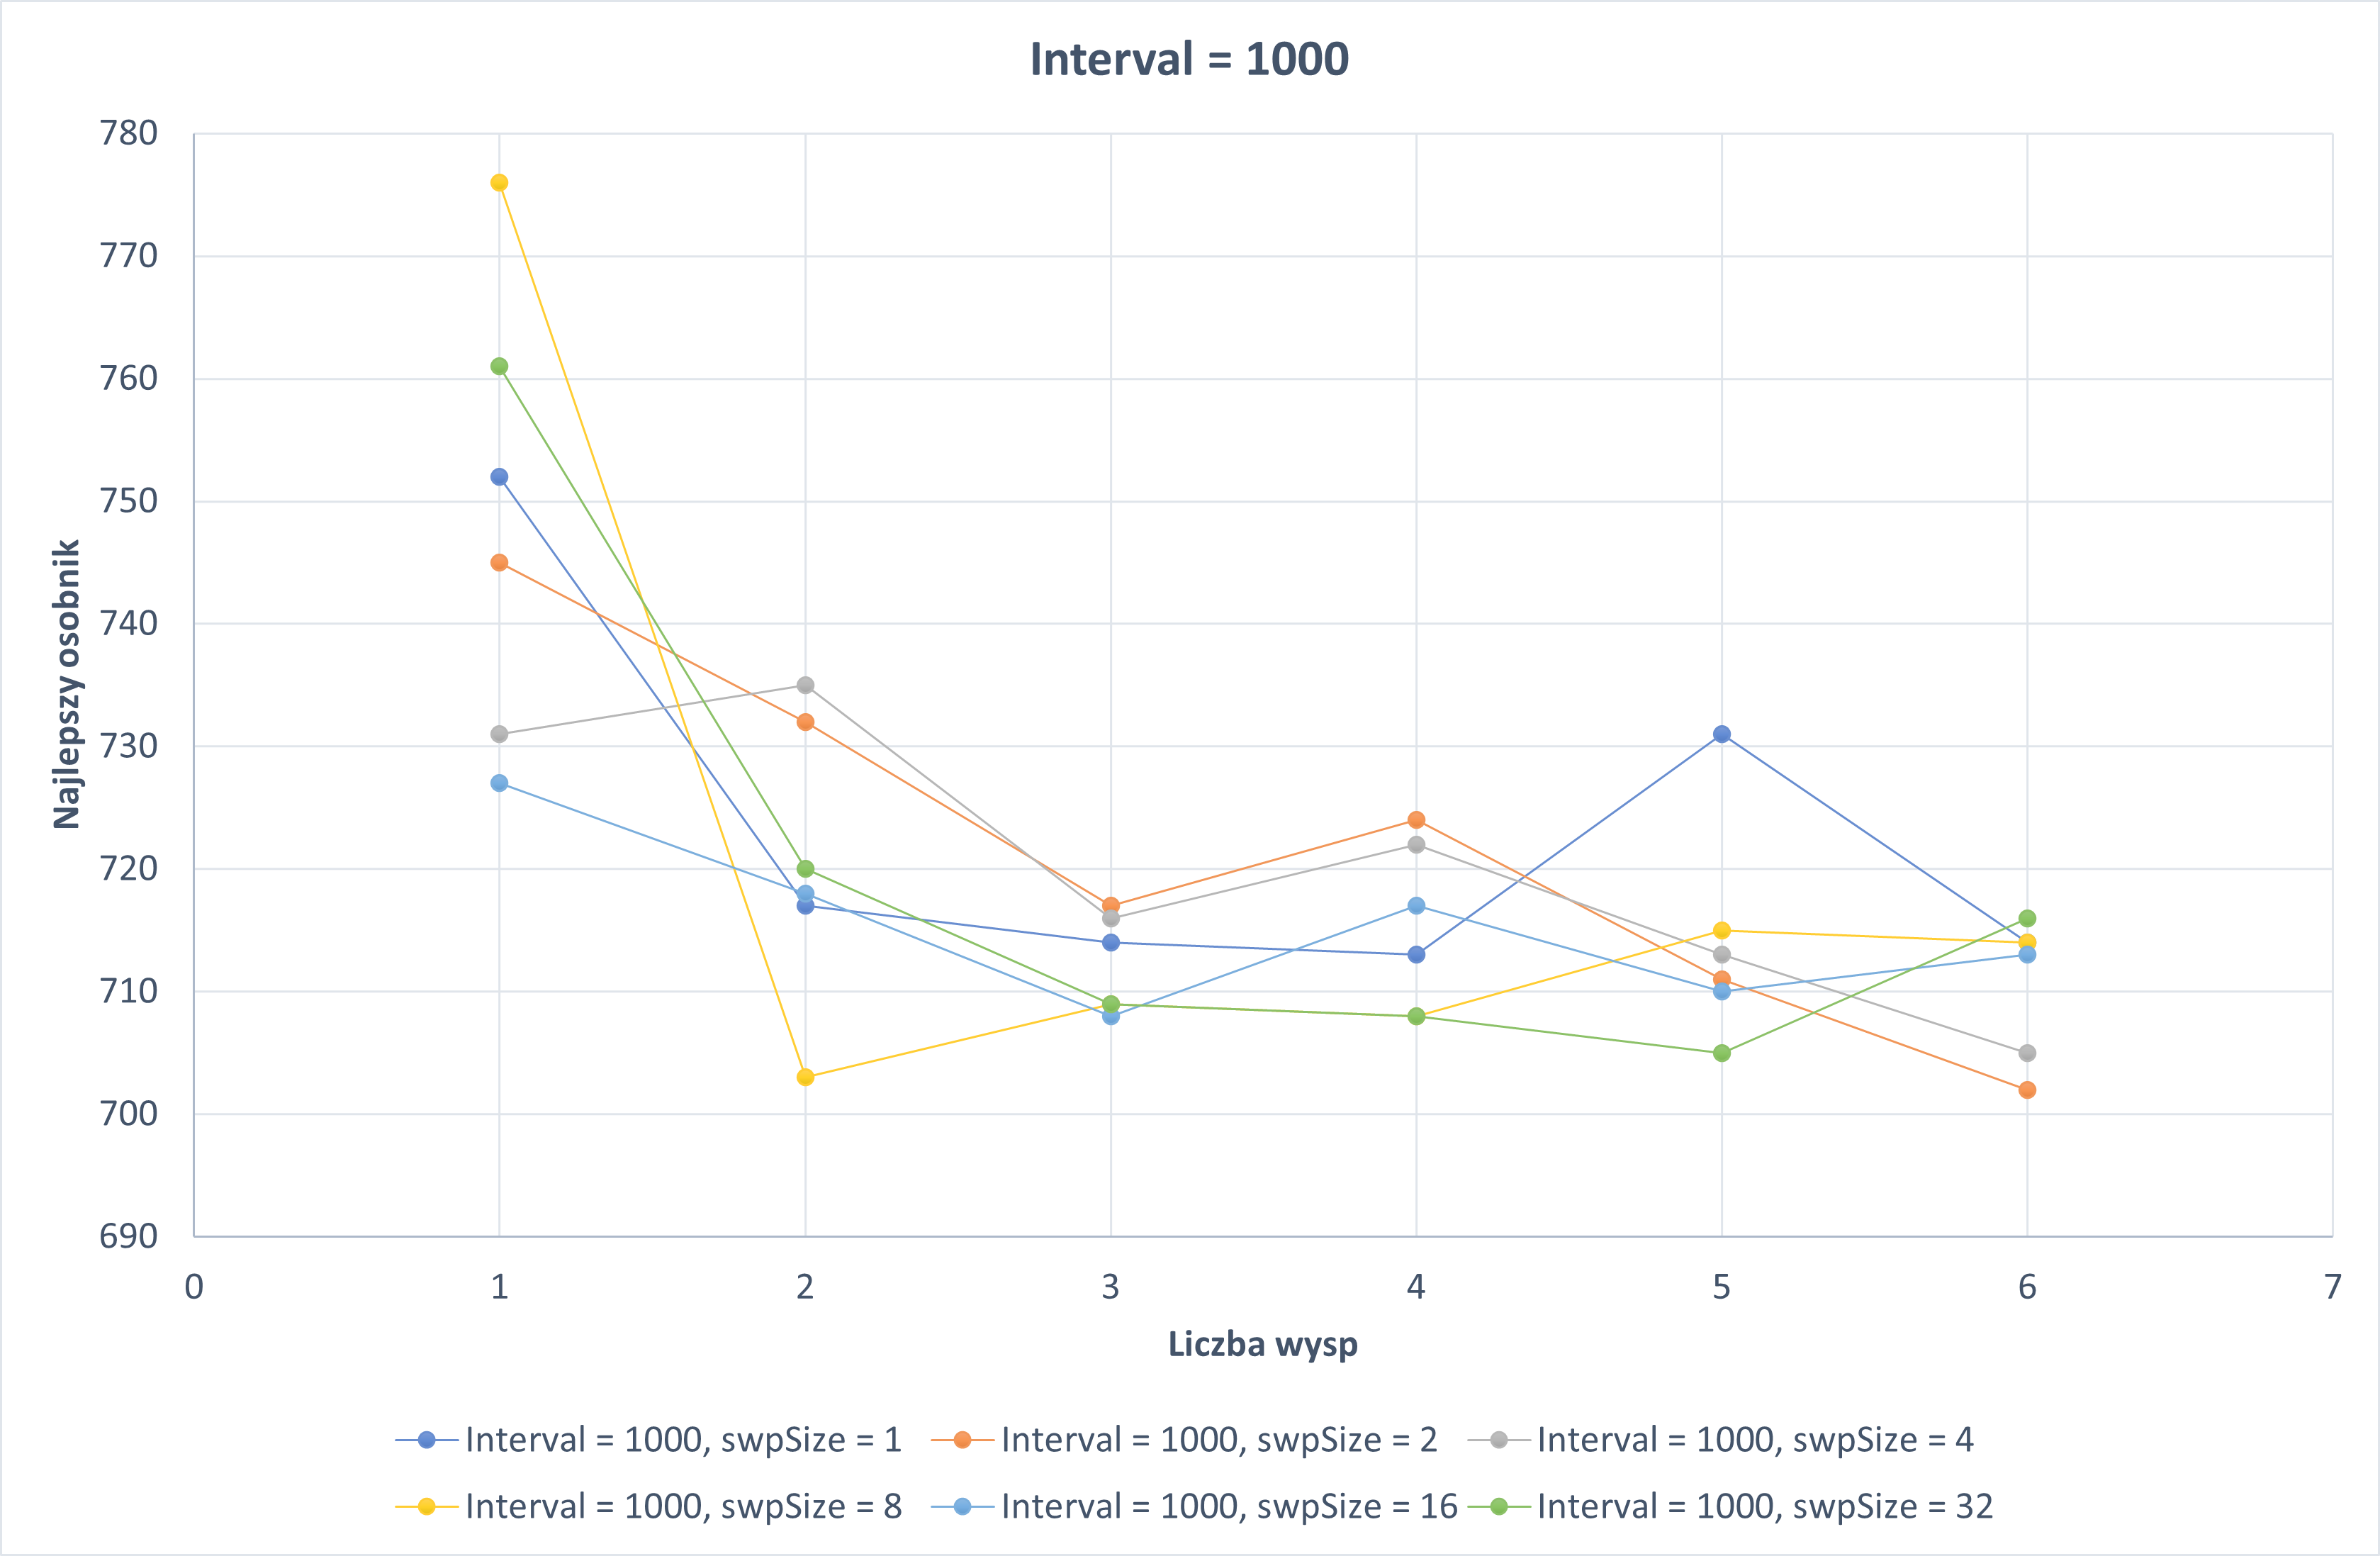 Interval = 1000
780
770
760
750
740
730
720
710
700
690
Najlepszy osobnik
0 1 2 3 4 5 6 7
Liczba wysp
Interval = 1000, swpSize = 1 Interval = 1000, swpSize = 2 Interval = 1000, swpSize = 4
Interval = 1000, swpSize = 8 Interval = 1000, swpSize = 16 Interval = 1000, swpSize = 32